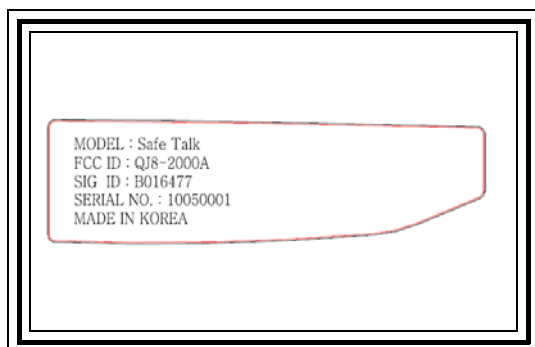 MODEL : Safe Talk
FCC ID : QJ8-2000A
SIG ID : B016477
SERIAL NO. : 10050001
MADE IN KOREA